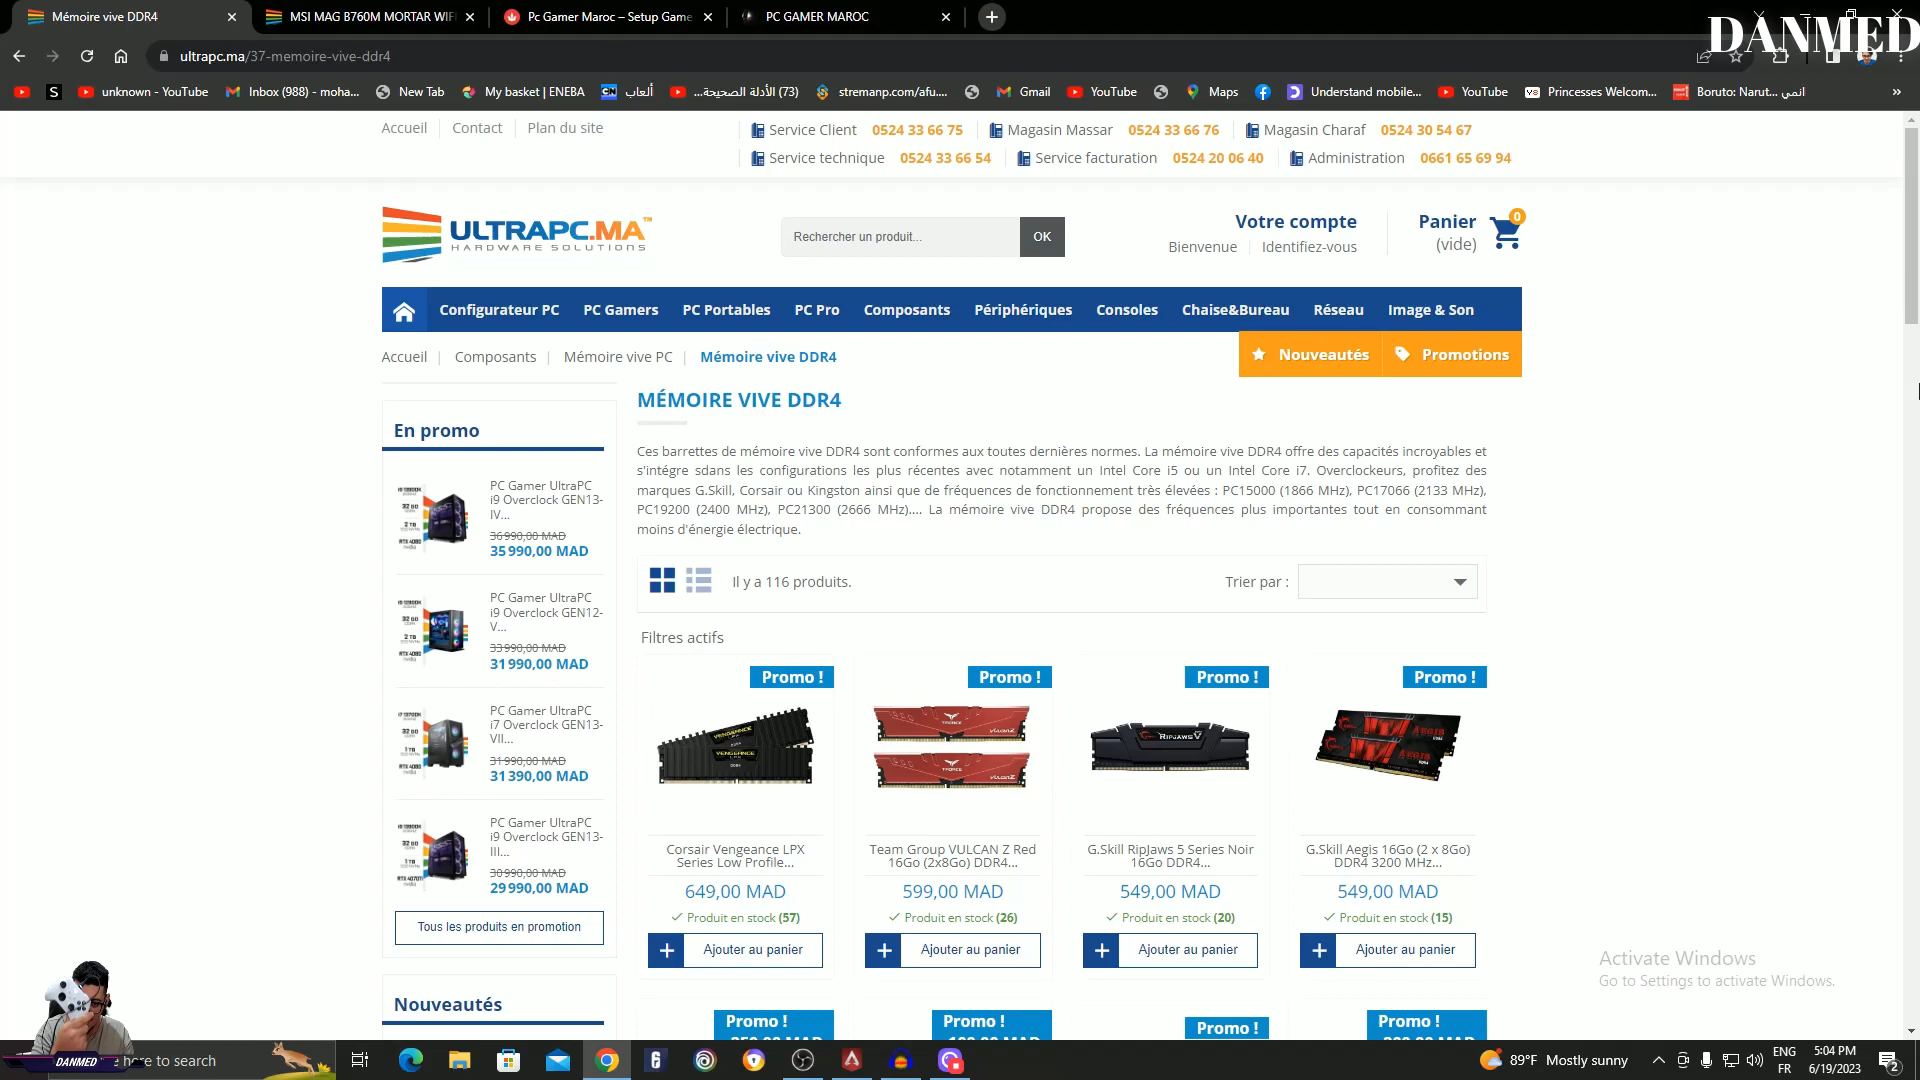 Mémoire vive DDR4
MSI MAG B760M MORTAR WIFI
Pc Gamer Maroc – Setup Game
PC GAMER MAROC
DANMED
ultrapc.ma/37-memoire-vive-ddr4
unknown - YouTube
Inbox (988) - moha...
New Tab
My basket | ENEBA
ألعاب
(73) الأدلة الصحيحة...
stremanp.com/afu....
Gmail
YouTube
Maps
Understand mobile...
YouTube
Princesses Welcom...
Boruto: Narut... انمي
Accueil
Contact
Plan du site
Service Client 0524 33 66 75
Magasin Massar 0524 33 66 76
Magasin Charaf 0524 30 54 67
Service technique 0524 33 66 54
Service facturation 0524 20 06 40
Administration 0661 65 69 94
ULTRAPC.MA™
HARDWARE SOLUTIONS
Rechercher un produit...
OK
Votre compte
Bienvenue
Identifiez-vous
Panier
(vide)
0
Configurateur PC
PC Gamers
PC Portables
PC Pro
Composants
Périphériques
Consoles
Chaise&Bureau
Réseau
Image & Son
Accueil
Composants
Mémoire vive PC
Mémoire vive DDR4
Nouveautés
Promotions
En promo
PC Gamer UltraPC
i9 Overclock GEN13-
IV...
36 990,00 MAD
35 990,00 MAD
PC Gamer UltraPC
i9 Overclock GEN12-
V...
33 990,00 MAD
31 990,00 MAD
PC Gamer UltraPC
i7 Overclock GEN13-
VII...
31 990,00 MAD
31 390,00 MAD
PC Gamer UltraPC
i9 Overclock GEN13-
III...
30 990,00 MAD
29 990,00 MAD
Tous les produits en promotion
Nouveautés
MÉMOIRE VIVE DDR4
Ces barrettes de mémoire vive DDR4 sont conformes aux toutes dernières normes. La mémoire vive DDR4 offre des capacités incroyables et
s'intégre sdans les configurations les plus récentes avec notamment un Intel Core i5 ou un Intel Core i7. Overclockeurs, profitez des
marques G.Skill, Corsair ou Kingston ainsi que de fréquences de fonctionnement très élevées : PC15000 (1866 MHz), PC17066 (2133 MHz),
PC19200 (2400 MHz), PC21300 (2666 MHz).... La mémoire vive DDR4 propose des fréquences plus importantes tout en consommant
moins d'énergie électrique.
Il y a 116 produits.
Trier par :
Filtres actifs
Promo !
VENGEANCE
VENGEANCE
Corsair Vengeance LPX
Series Low Profile...
649,00 MAD
Produit en stock (57)
Ajouter au panier
Promo !
T-FORCE
VULCANZ
T-FORCE
VULCANZ
Team Group VULCAN Z Red
16Go (2x8Go) DDR4...
599,00 MAD
Produit en stock (26)
Ajouter au panier
Promo !
RIPJAWS V
G.Skill RipJaws 5 Series Noir
16Go DDR4...
549,00 MAD
Produit en stock (20)
Ajouter au panier
Promo !
AEGIS
AEGIS
G.Skill Aegis 16Go (2 x 8Go)
DDR4 3200 MHz...
549,00 MAD
Produit en stock (15)
Ajouter au panier
Promo !
Promo !
Promo !
Promo !
Activate Windows
Go to Settings to activate Windows.
DANMED
here to search
89°F Mostly sunny
ENG
FR
5:04 PM
6/19/2023
2